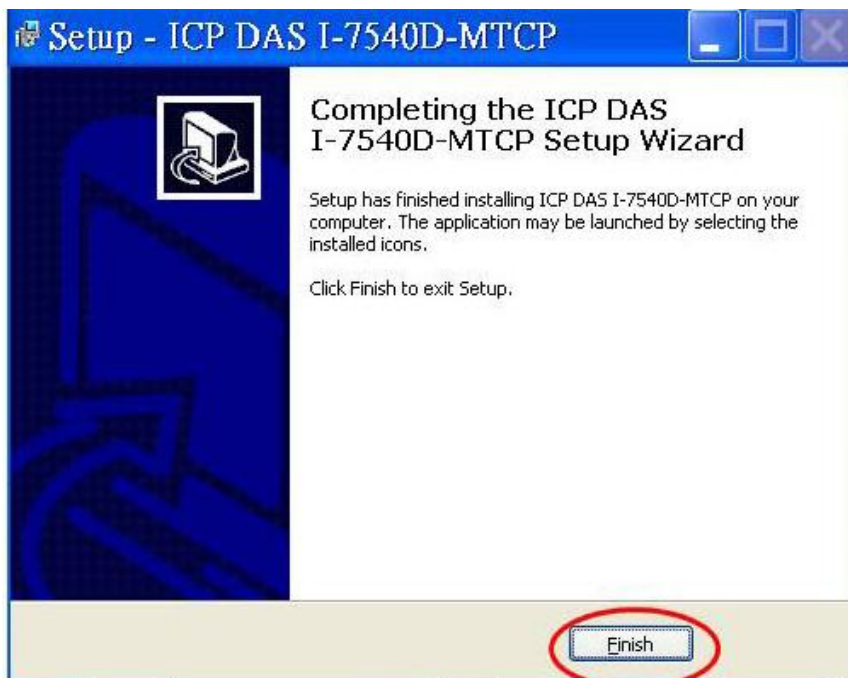 Setup - ICP DAS I-7540D-MTCP
Completing the ICP DAS
I-7540D-MTCP Setup Wizard
Setup has finished installing ICP DAS I-7540D-MTCP on your
computer. The application may be launched by selecting the
installed icons.
Click Finish to exit Setup.
Finish